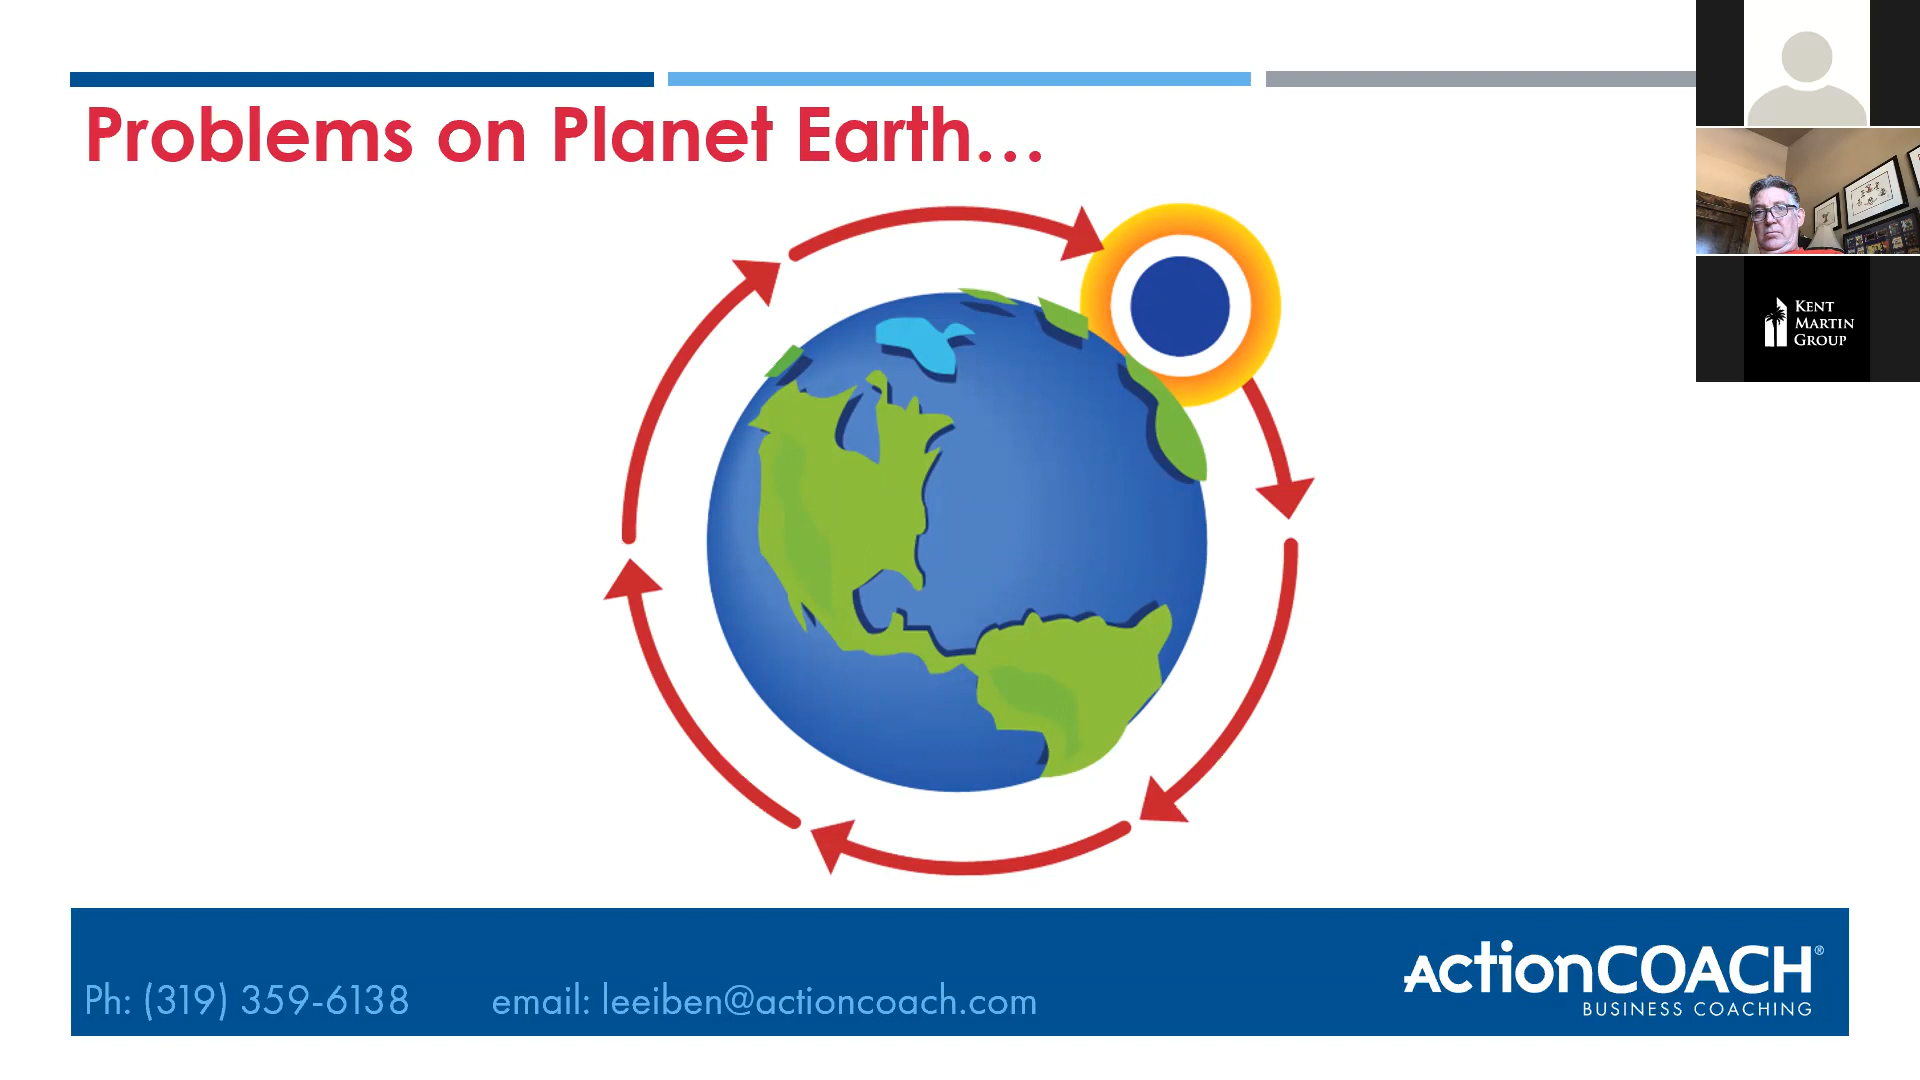 Problems on Planet Earth...
KENT
MARTIN
GROUP
Ph: (319) 359-6138 email: leeiben@actioncoach.com
ActionCOACH®
BUSINESS COACHING